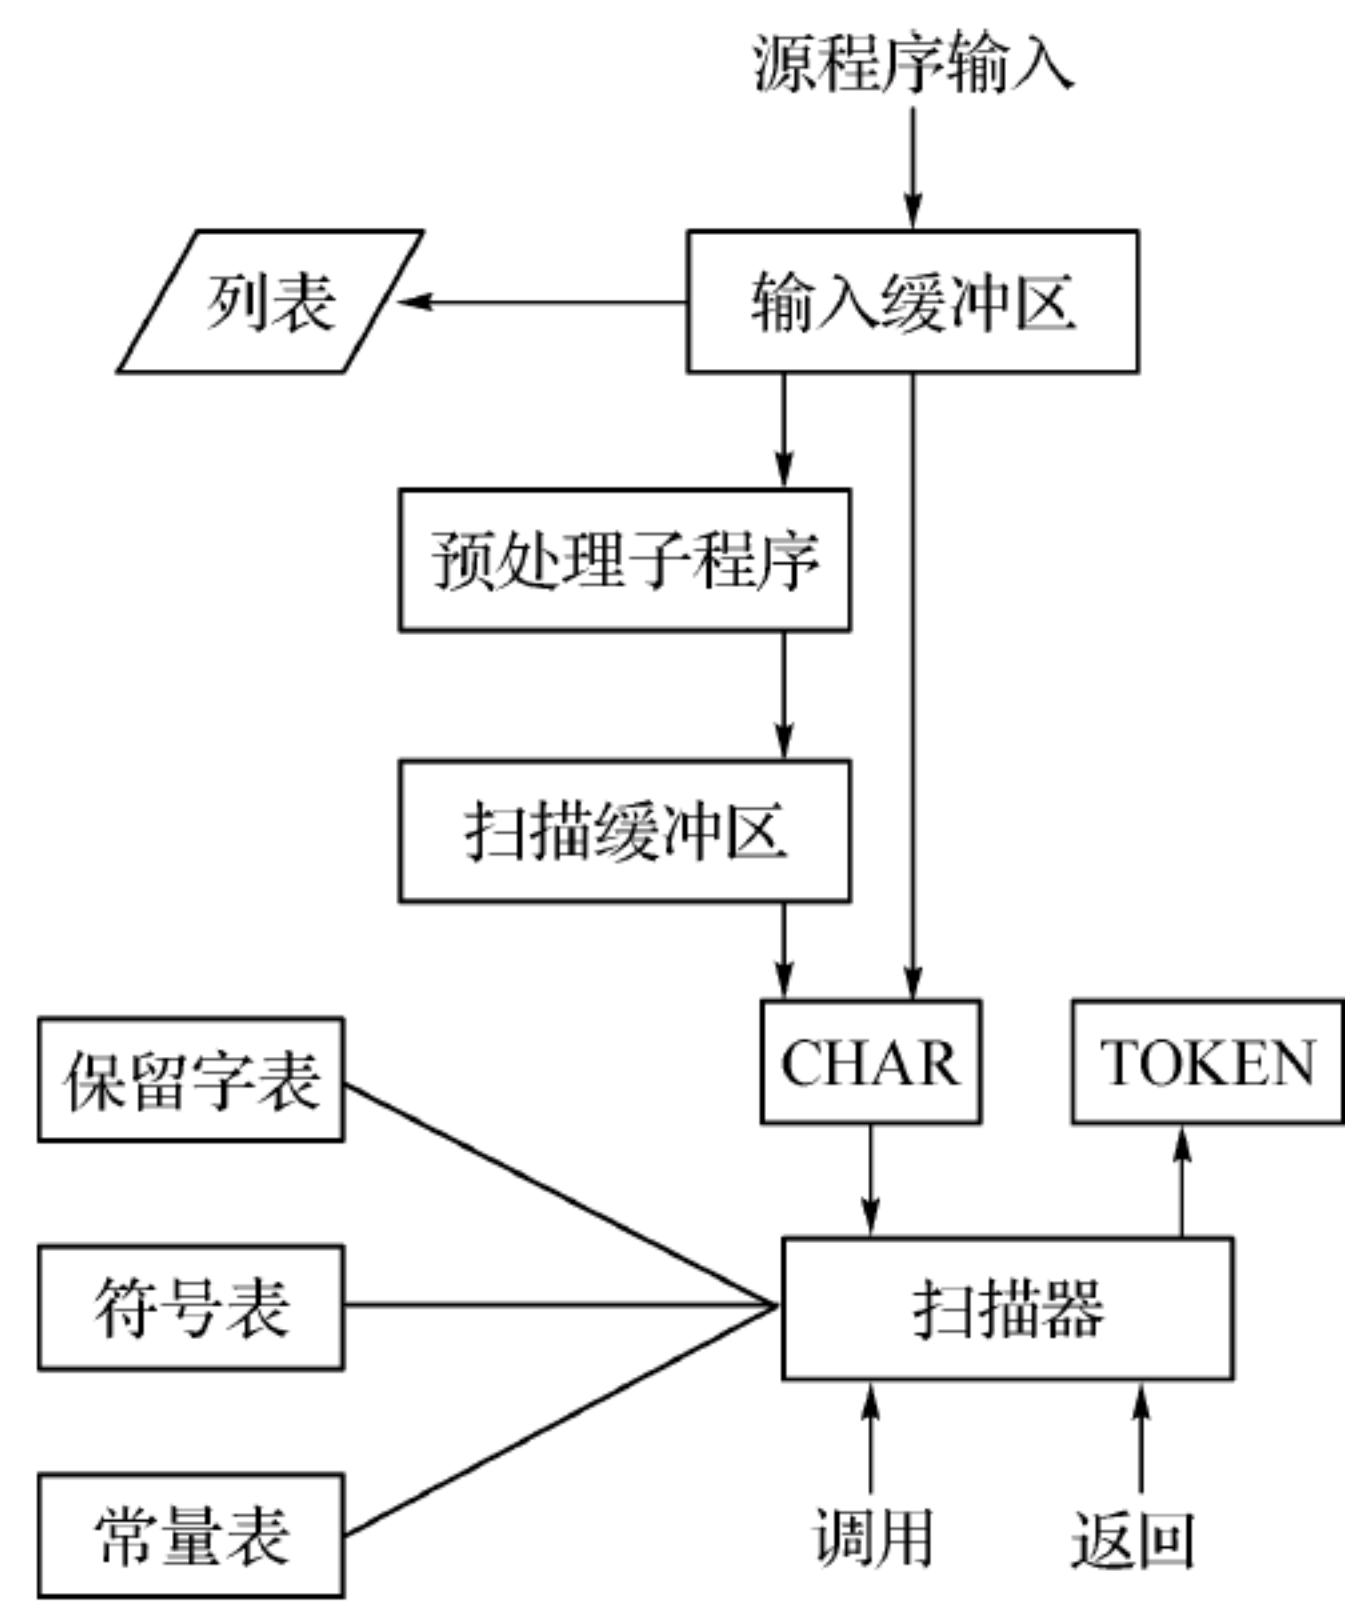 源程序输入
列表
输入缓冲区
预处理子程序
扫描缓冲区
保留字表
CHAR
TOKEN
符号表
扫描器
常量表
调用
返回